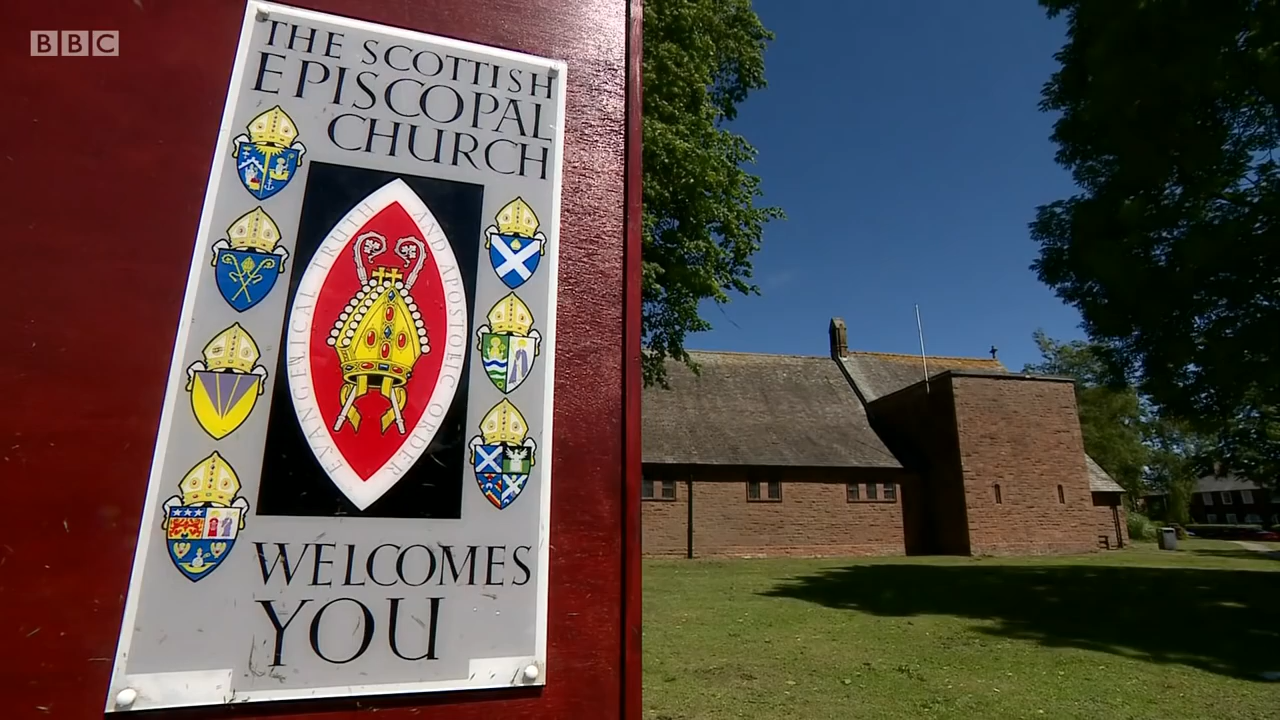 BBC
THE SCOTTISH
EPISCOPAL
CHURCH
EVANGELICAL TRUTH AND APOSTOLIC ORDER
WELCOMES
YOU